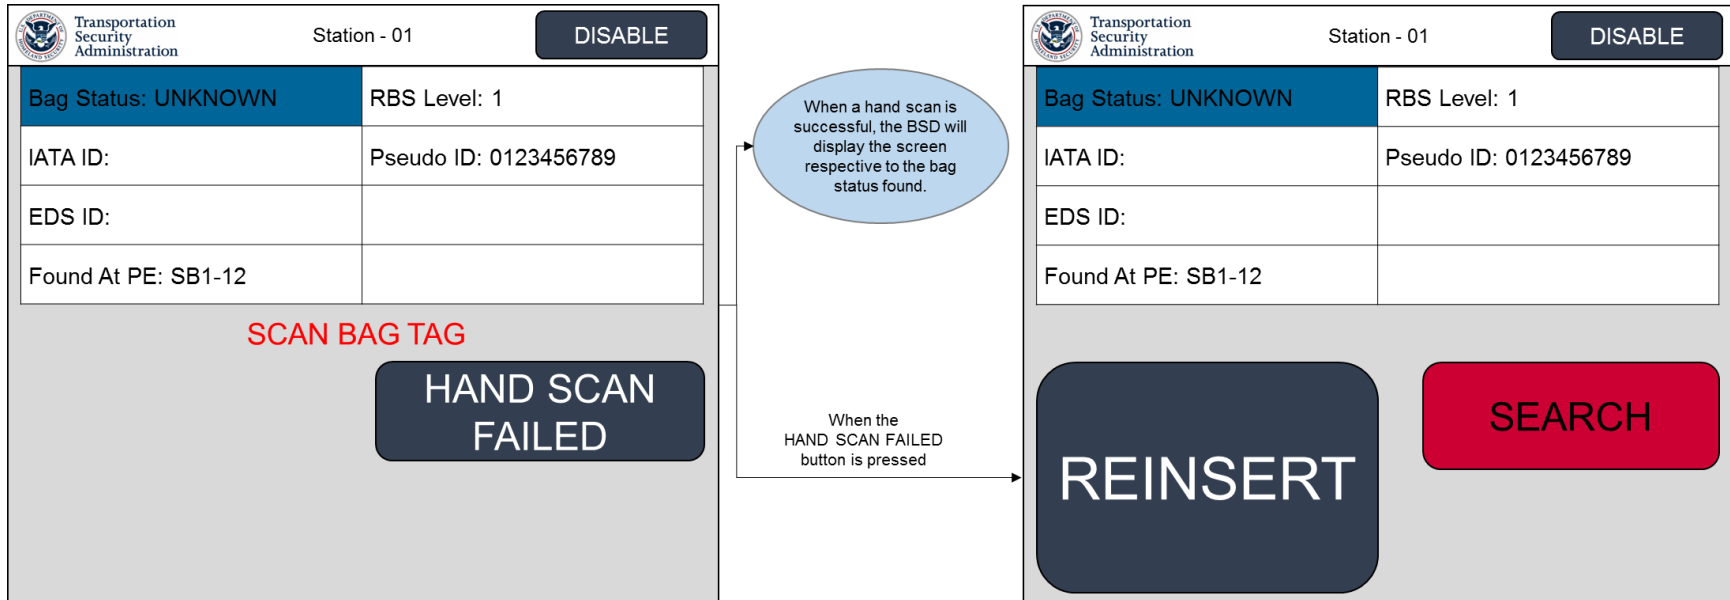 Transportation
Security
Administration
Station - 01
DISABLE
Bag Status: UNKNOWN
RBS Level: 1
IATA ID:
Pseudo ID: 0123456789
EDS ID:
Found At PE: SB1-12
SCAN BAG TAG
HAND SCAN
FAILED
When a hand scan is
successful, the BSD will
display the screen
respective to the bag
status found.
When the
HAND SCAN FAILED
button is pressed
Transportation
Security
Administration
Station - 01
DISABLE
Bag Status: UNKNOWN
RBS Level: 1
IATA ID:
Pseudo ID: 0123456789
EDS ID:
Found At PE: SB1-12
REINSERT
SEARCH